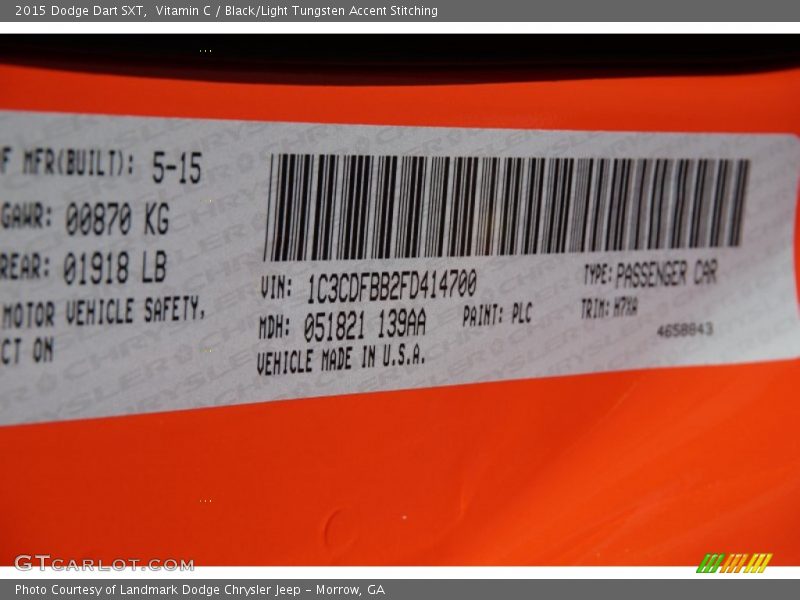 2015 Dodge Dart SXT, Vitamin C / Black/Light Tungsten Accent Stitching
F MFR(BUILT): 5-15
GAWR: 00870 KG
REAR: 01918 LB
MOTOR VEHICLE SAFETY,
CT ON
VIN: 1C3CDFBB2FD414700
TYPE: PASSENGER CAR
MDH: 051821 139AA
PAINT: PLC
TRIM: H7XA
4658843
VEHICLE MADE IN U.S.A.
GTCARLOT.COM
Photo Courtesy of Landmark Dodge Chrysler Jeep – Morrow, GA